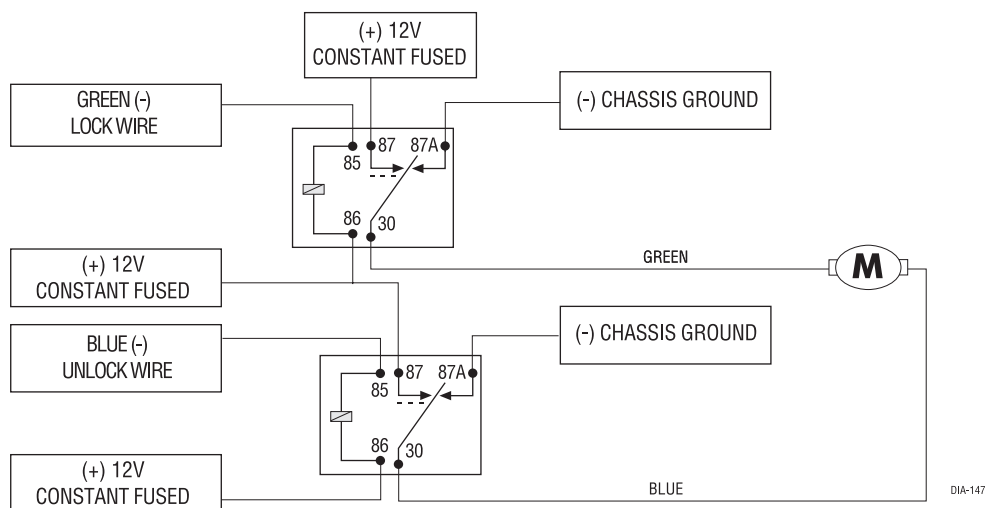 (+) 12V
CONSTANT FUSED
GREEN (-)
LOCK WIRE
(-) CHASSIS GROUND
87 87A
85
86 30
GREEN
M
(+) 12V
CONSTANT FUSED
BLUE (-)
UNLOCK WIRE
(-) CHASSIS GROUND
87 87A
85
86 30
(+) 12V
CONSTANT FUSED
BLUE
DIA-147